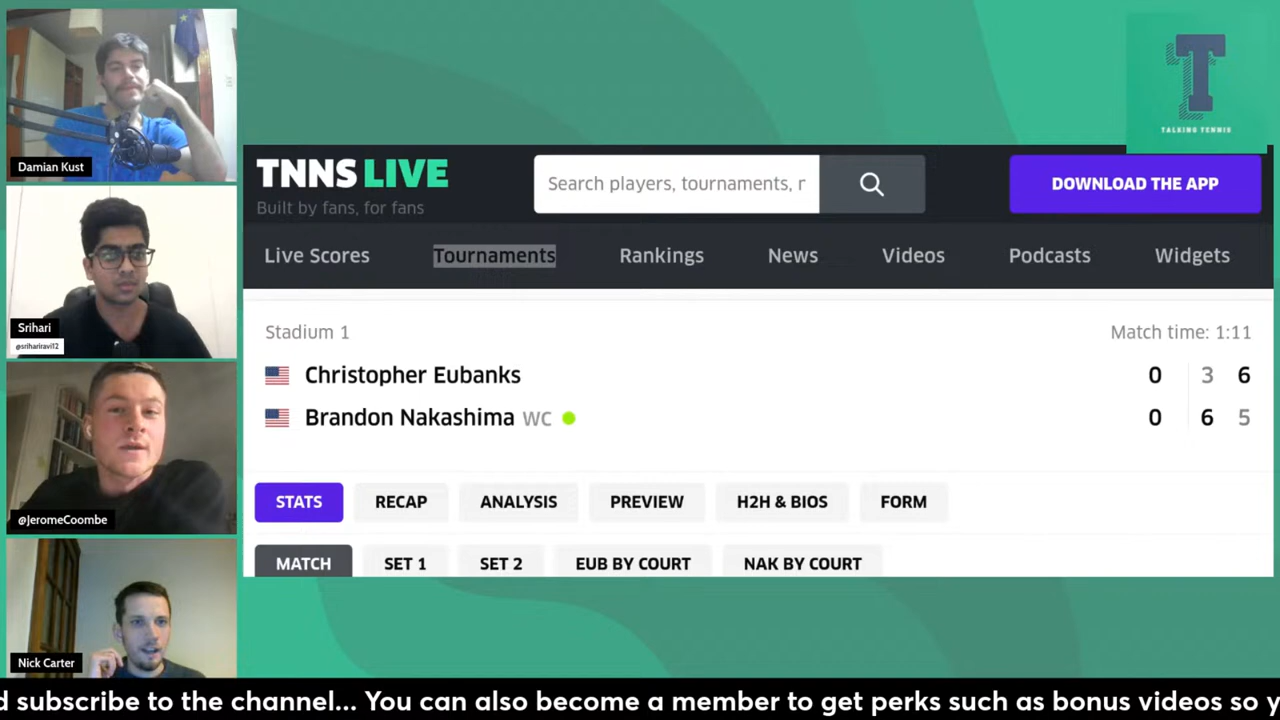 T
TALKING TENNIS
Damian Kust
Srihari
@srihariravi12
@JeromeCoombe
Nick Carter
TNNS LIVE
Built by fans, for fans
Search players, tournaments, r
DOWNLOAD THE APP
Live Scores Tournaments Rankings News Videos Podcasts Widgets
Stadium 1 Match time: 1:11
Christopher Eubanks 0 3 6
Brandon Nakashima WC 0 6 5
STATS RECAP ANALYSIS PREVIEW H2H & BIOS FORM
MATCH SET 1 SET 2 EUB BY COURT NAK BY COURT
d subscribe to the channel... You can also become a member to get perks such as bonus videos so y